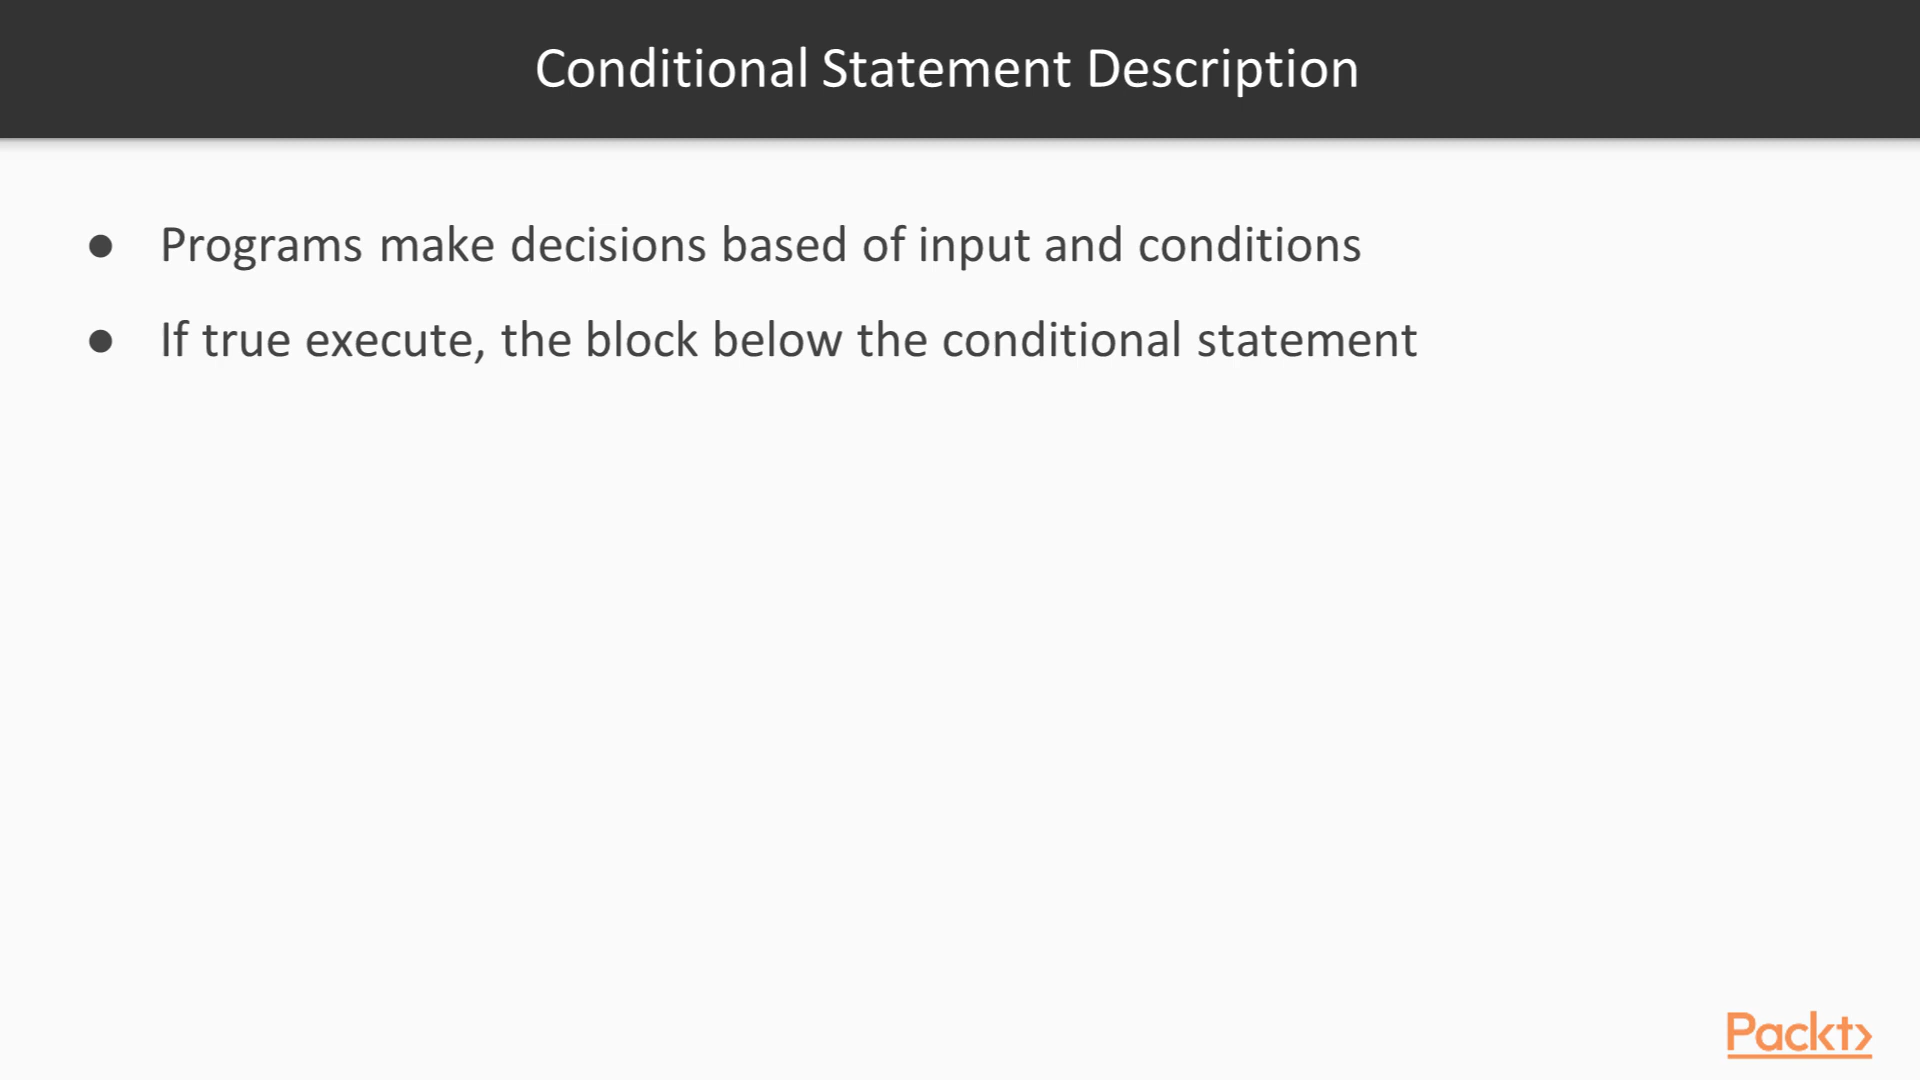 Conditional Statement Description
● Programs make decisions based of input and conditions
● If true execute, the block below the conditional statement
Packt>